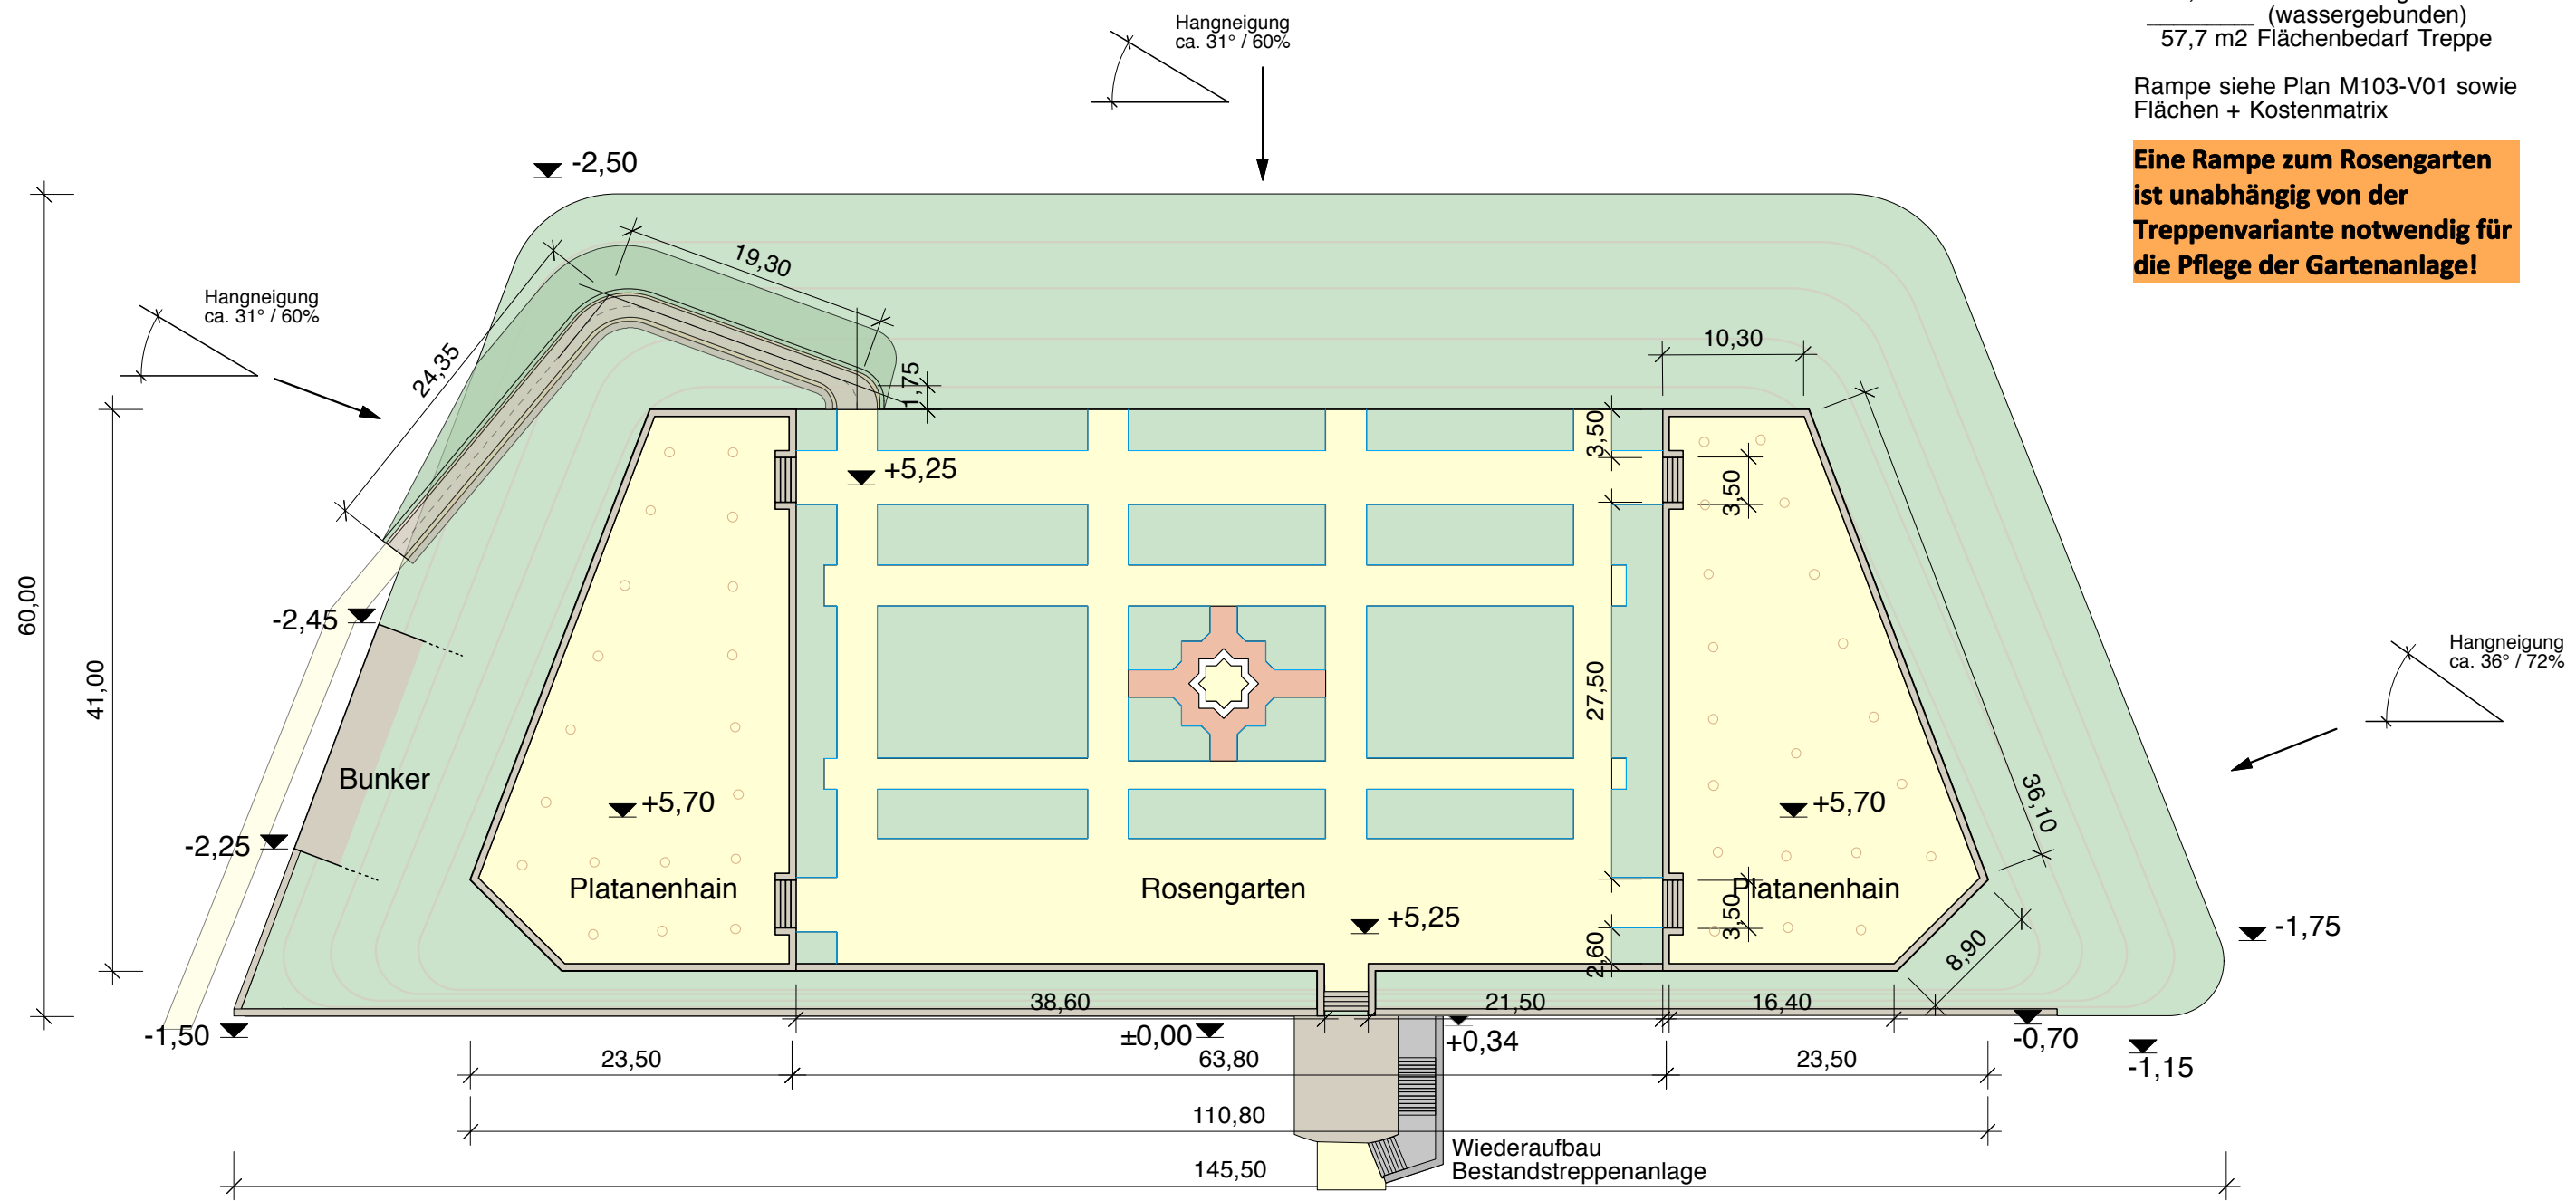 Hangneigung
ca. 31° / 60%
(wassergebunden)
57,7 m2 Flächenbedarf Treppe
Rampe siehe Plan M103-V01 sowie
Flächen + Kostenmatrix
Eine Rampe zum Rosengarten
ist unabhängig von der
Treppenvariante notwendig für
die Pflege der Gartenanlage!
-2,50
19,30
Hangneigung
ca. 31° / 60%
24,35
1,75
10,30
3,50
+5,25
3,50
60,00
41,00
-2,45
Hangneigung
ca. 36° / 72%
27,50
Bunker
+5,70
+5,70
36,10
-2,25
Platanenhain
Rosengarten
Platanenhain
3,50
+5,25
-1,75
2,60
8,90
38,60
21,50
16,40
-1,50
±0,00
+0,34
-0,70
-1,15
23,50
63,80
23,50
110,80
Wiederaufbau
Bestandstreppenanlage
145,50